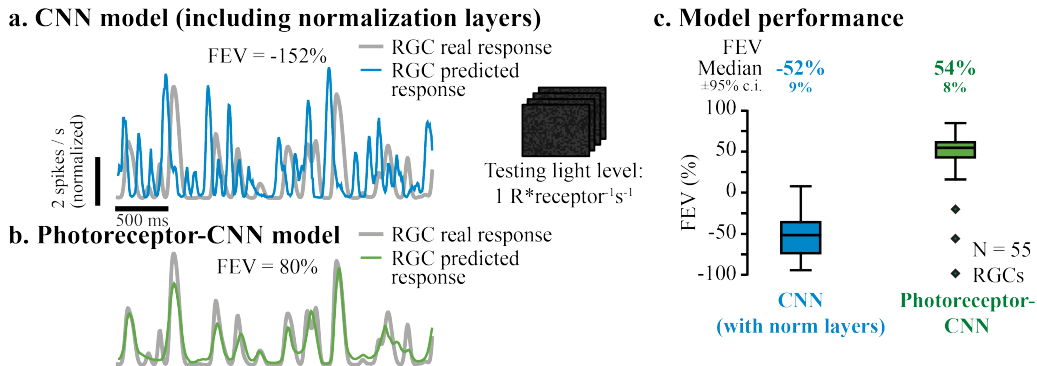 a. CNN model (including normalization layers)
FEV = -152%
RGC real response
RGC predicted
response
2 spikes / s
(normalized)
500 ms
Testing light level:
1 R*receptor⁻¹s⁻¹
b. Photoreceptor-CNN model
FEV = 80%
RGC real response
RGC predicted
response
c. Model performance
FEV
Median
±95% c.i.
-52%
9%
54%
8%
FEV (%)
100
50
0
-50
-100
N = 55
RGCs
CNN
(with norm layers)
Photoreceptor-
CNN